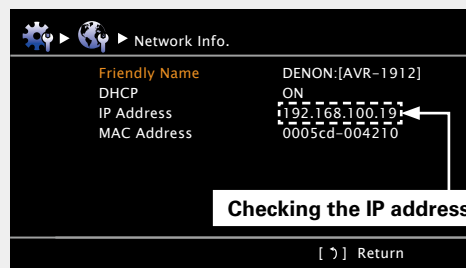 Network Info.
Friendly Name DENON:[AVR-1912]
DHCP ON
IP Address 192.168.100.19
MAC Address 0005cd-004210
Checking the IP address
[ ] Return